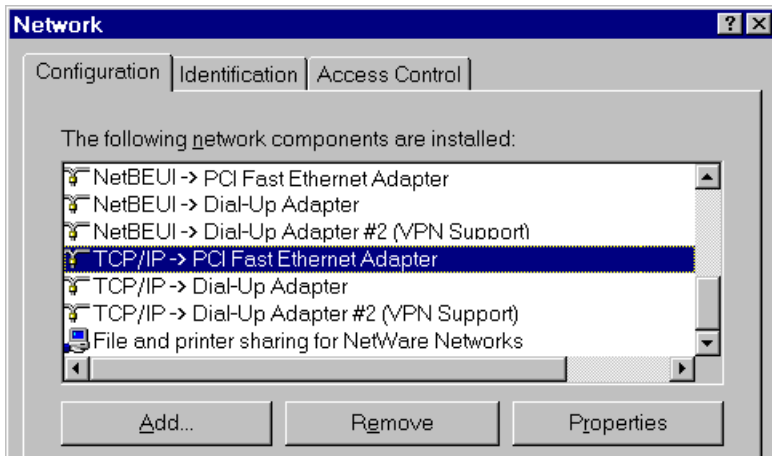 Network
Configuration Identification Access Control
The following network components are installed:
NetBEUI -> PCI Fast Ethernet Adapter
NetBEUI -> Dial-Up Adapter
NetBEUI -> Dial-Up Adapter #2 (VPN Support)
TCP/IP -> PCI Fast Ethernet Adapter
TCP/IP -> Dial-Up Adapter
TCP/IP -> Dial-Up Adapter #2 (VPN Support)
File and printer sharing for NetWare Networks
Add... Remove Properties